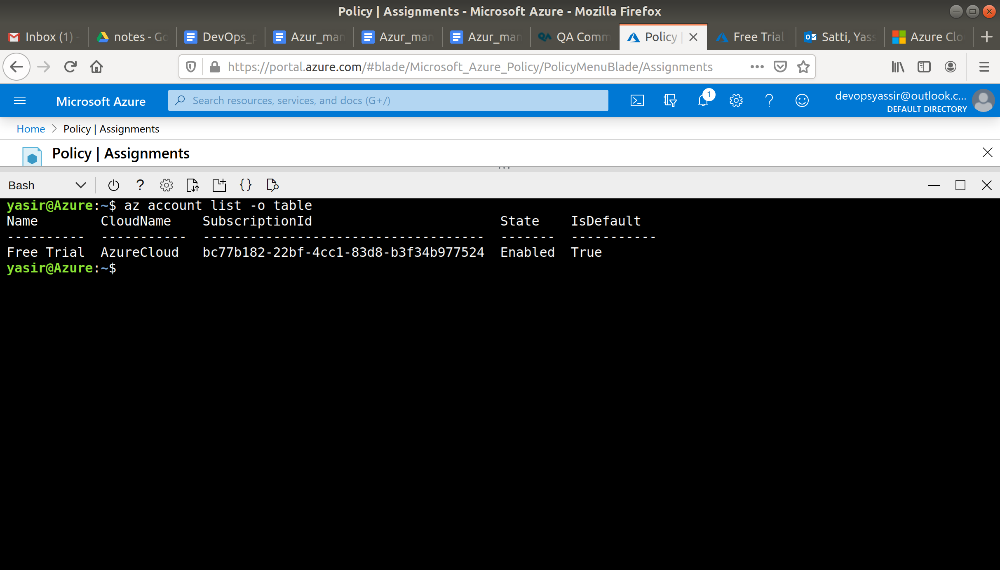 Policy | Assignments - Microsoft Azure - Mozilla Firefox
Inbox (1) - notes - Go DevOps_p Azur_man Azur_man Azur_man QA Comm Policy | Free Trial Satti, Yass Azure Clo
https://portal.azure.com/#blade/Microsoft_Azure_Policy/PolicyMenuBlade/Assignments
Microsoft Azure Search resources, services, and docs (G+/) 1 devopsyassir@outlook.c...
DEFAULT DIRECTORY
Home > Policy | Assignments
Policy | Assignments
Bash
yasir@Azure:~$ az account list -o table
Name CloudName SubscriptionId State IsDefault
---------- ----------- ------------------------------------ ------- -----------
Free Trial AzureCloud bc77b182-22bf-4cc1-83d8-b3f34b977524 Enabled True
yasir@Azure:~$